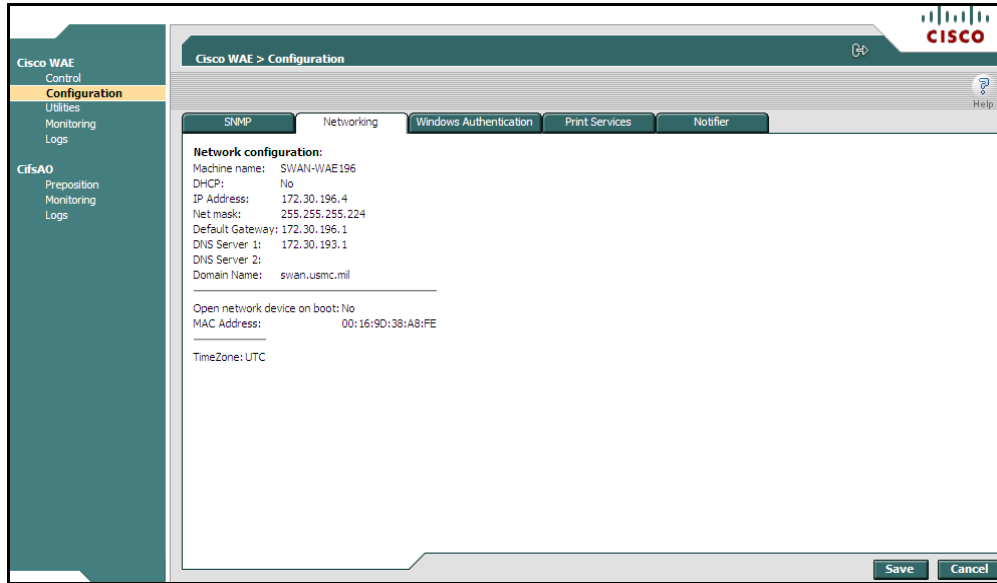 CISCO
Cisco WAE
Control
Configuration
Utilities
Monitoring
Logs
CifsAO
Preposition
Monitoring
Logs
Cisco WAE > Configuration
Help
SNMP
Networking
Windows Authentication
Print Services
Notifier
Network configuration:
Machine name: SWAN-WAE196
DHCP: No
IP Address: 172.30.196.4
Net mask: 255.255.255.224
Default Gateway: 172.30.196.1
DNS Server 1: 172.30.193.1
DNS Server 2:
Domain Name: swan.usmc.mil
Open network device on boot: No
MAC Address: 00:16:9D:38:A8:FE
TimeZone: UTC
Save
Cancel